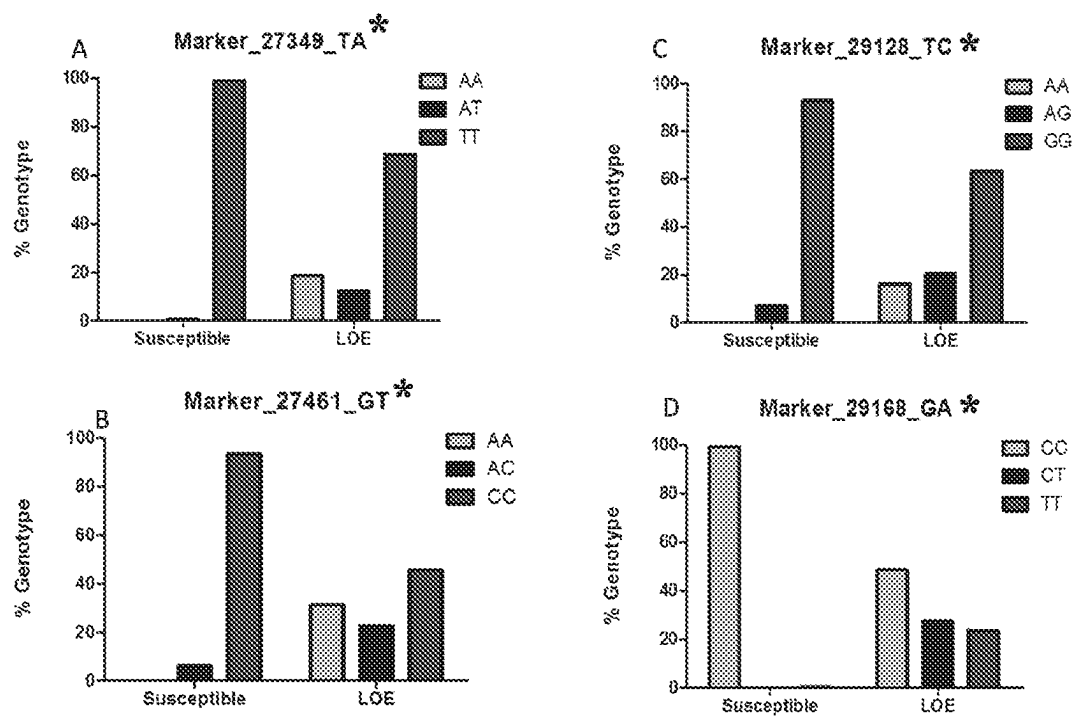 A
Marker_27349_TA*
AA
AT
TT
% Genotype
100
80
60
40
20
0
Susceptible
LOE
C
Marker_29128_TC*
AA
AG
GG
% Genotype
100
80
60
40
20
0
Susceptible
LOE
B
Marker_27461_GT*
AA
AC
CC
% Genotype
100
80
60
40
20
0
Susceptible
LOE
D
Marker_29168_GA*
CC
CT
TT
% Genotype
100
80
60
40
20
0
Susceptible
LOE